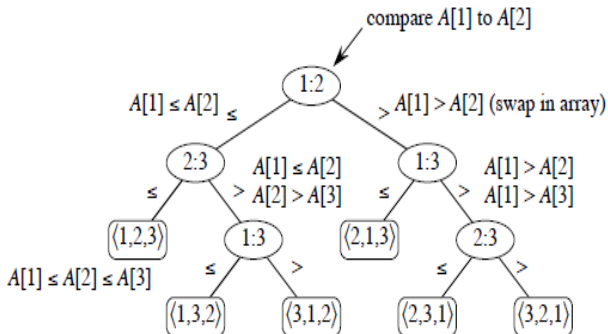 compare A[1] to A[2]
1:2
A[1] ≤ A[2] ≤
> A[1] > A[2] (swap in array)
2:3
A[1] ≤ A[2]
A[2] > A[3]
1:3
A[1] > A[2]
A[1] > A[3]
≤
>
≤
>
⟨1,2,3⟩
1:3
⟨2,1,3⟩
2:3
A[1] ≤ A[2] ≤ A[3]
≤
>
≤
>
⟨1,3,2⟩
⟨3,1,2⟩
⟨2,3,1⟩
⟨3,2,1⟩